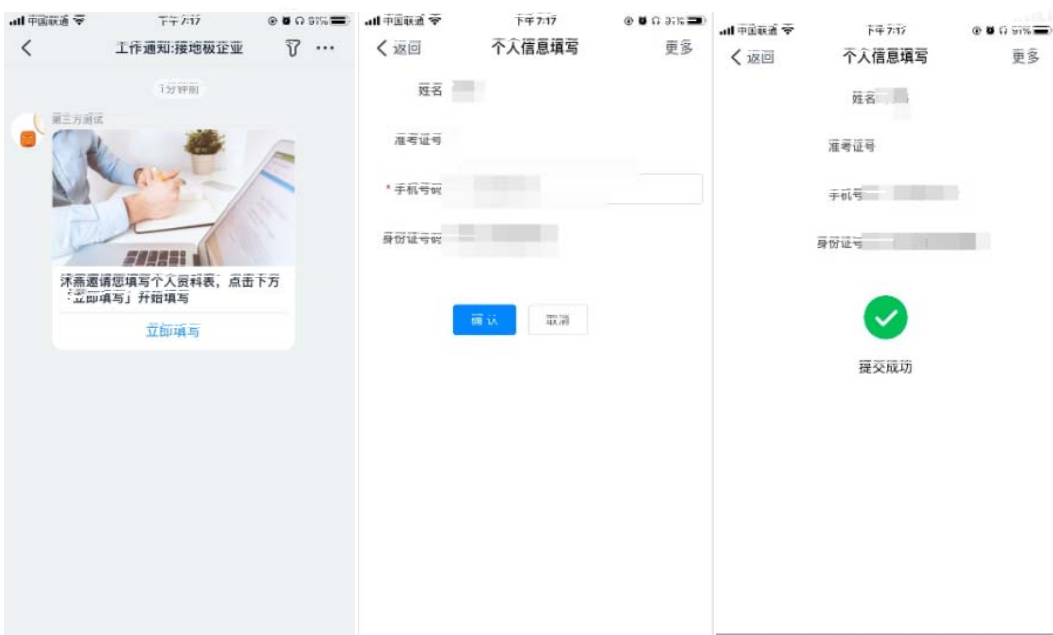 中国联通
下午7:17
91%
工作通知:接地极企业
1分钟前
第三方测试
沐燕邀请您填写个人资料表，点击下方
「立即填写」开始填写
立即填写
中国联通
下午7:17
91%
返回
个人信息填写
更多
姓名
准考证号
* 手机号码
身份证号码
确认
取消
中国联通
下午7:17
91%
返回
个人信息填写
更多
姓名
准考证号
手机号
身份证号
提交成功